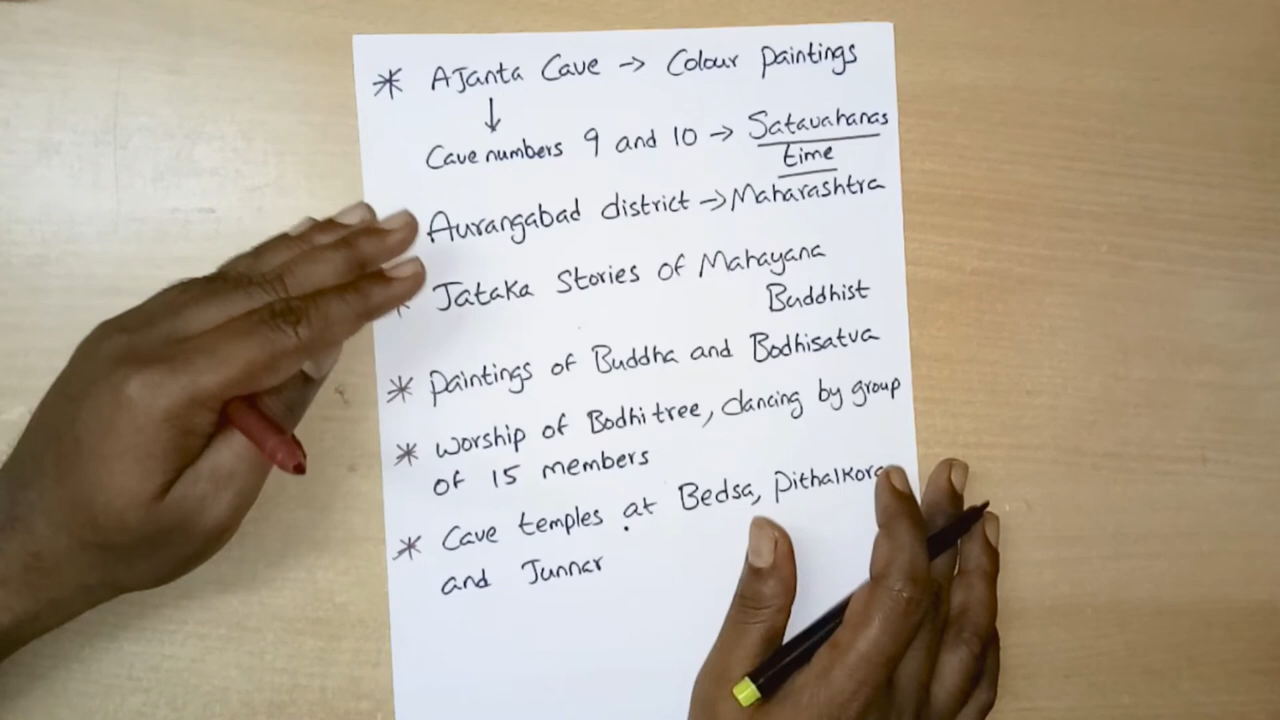 * AJanta Cave → Colour Paintings
↓
Cave numbers 9 and 10 → Satavahanas
time
Aurangabad district → Maharashtra
* Jataka Stories of Mahayana
Buddhist
* Paintings of Buddha and Bodhisatva
* Worship of Bodhi tree, dancing by group
of 15 members
* Cave temples at Bedsa, Pithalkora
and Junnar